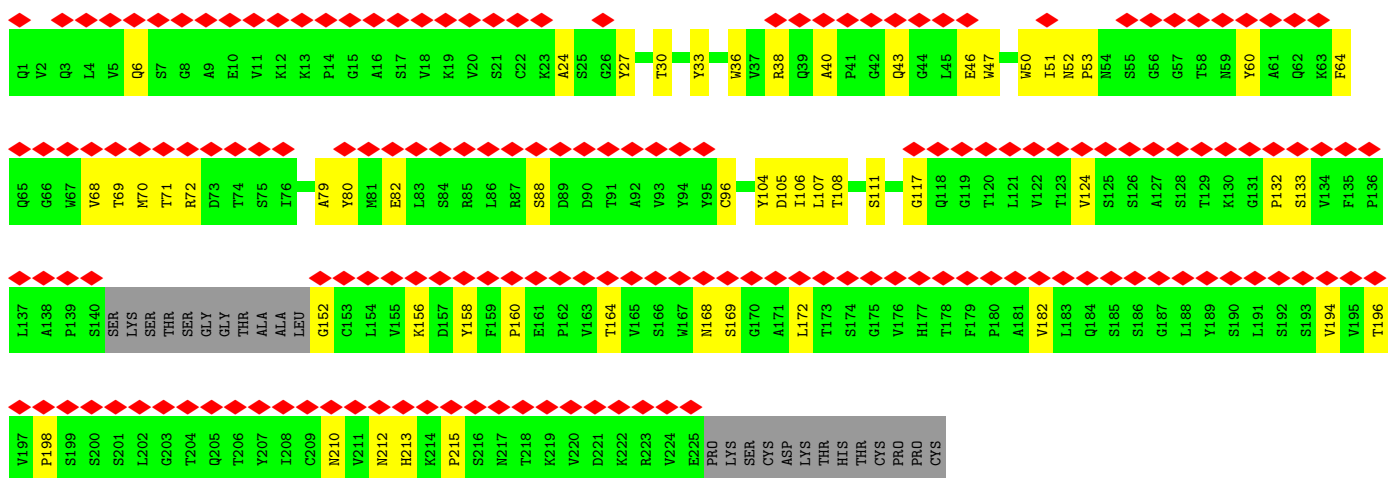 Q1 V2 Q3 L4 V5 Q6 S7 G8 A9 E10 V11 K12 K13 P14 G15 A16 S17 V18 K19 V20 S21 C22 K23 A24 S25 G26 Y27 T30 Y33 W36 V37 R38 Q39 A40 P41 G42 Q43 G44 L45 E46 W47 W50 I51 N52 P53 N54 S55 G56 G57 T58 N59 Y60 A61 Q62 K63 F64
Q65 G66 W67 V68 T69 M70 T71 R72 D73 T74 S75 I76 A79 Y80 M81 E82 L83 S84 R85 L86 R87 S88 D89 D90 T91 A92 V93 Y94 Y95 C96 Y104 D105 I106 L107 T108 S111 G117 Q118 G119 T120 L121 V122 T123 V124 S125 S126 A127 S128 T129 K130 G131 P132 S133 V134 F135 P136
L137 A138 P139 S140 SER LYS SER THR SER GLY GLY THR ALA ALA LEU G152 C153 L154 V155 K156 D157 Y158 F159 P160 E161 P162 V163 T164 V165 S166 W167 N168 S169 G170 A171 L172 T173 S174 G175 V176 H177 T178 F179 P180 A181 V182 L183 Q184 S185 S186 G187 L188 Y189 S190 L191 S192 S193 V194 V195 T196
V197 P198 S199 S200 S201 L202 G203 T204 Q205 T206 Y207 I208 C209 N210 V211 N212 H213 K214 P215 S216 N217 T218 K219 V220 D221 K222 R223 V224 E225 PRO LYS SER CYS ASP LYS THR HIS THR CYS PRO PRO CYS